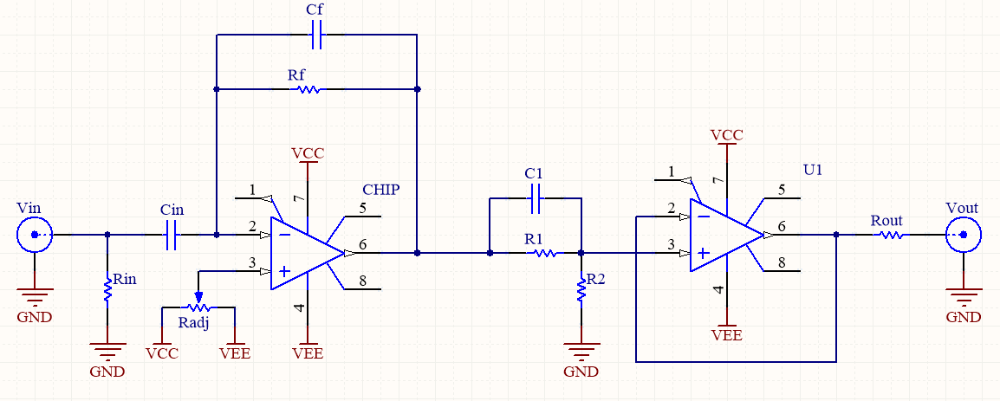 Cf
Rf
VCC
VCC
1
7
CHIP
5
C1
1
7
U1
5
Vin
Cin
2
6
R1
2
6
Rout
Vout
3
3
Rin
8
R2
8
GND
Radj
4
4
GND
VCC
VEE
VEE
VEE
GND
GND